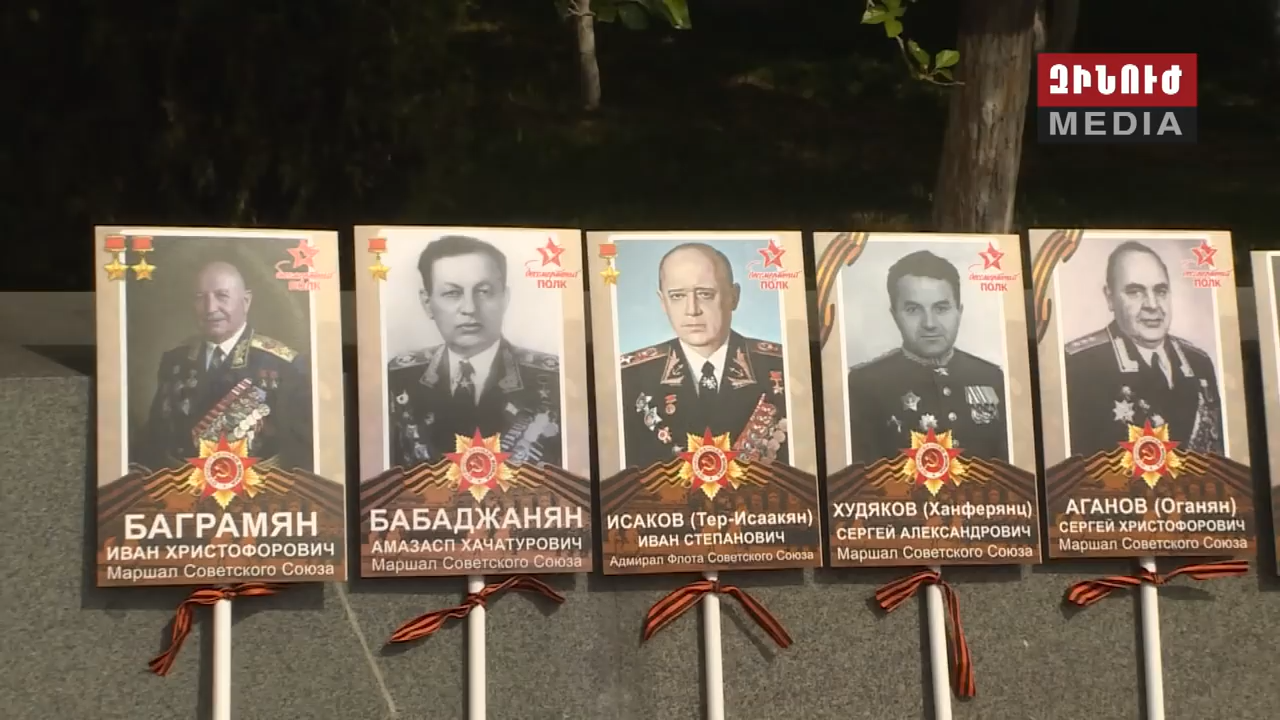 ԶԻՆՈՒԺ
MEDIA
бессмертный
ПОЛК
БАГРАМЯН
ИВАН ХРИСТОФОРОВИЧ
Маршал Советского Союза
бессмертный
ПОЛК
БАБАДЖАНЯН
АМАЗАСП ХАЧАТУРОВИЧ
Маршал Советского Союза
бессмертный
ПОЛК
ИСАКОВ (Тер-Исаакян)
ИВАН СТЕПАНОВИЧ
Адмирал Флота Советского Союза
бессмертный
ПОЛК
ХУДЯКОВ (Ханферянц)
СЕРГЕЙ АЛЕКСАНДРОВИЧ
Маршал Советского Союза
бессмертный
ПОЛК
АГАНОВ (Оганян)
СЕРГЕЙ ХРИСТОФОРОВИЧ
Маршал Советского Союза